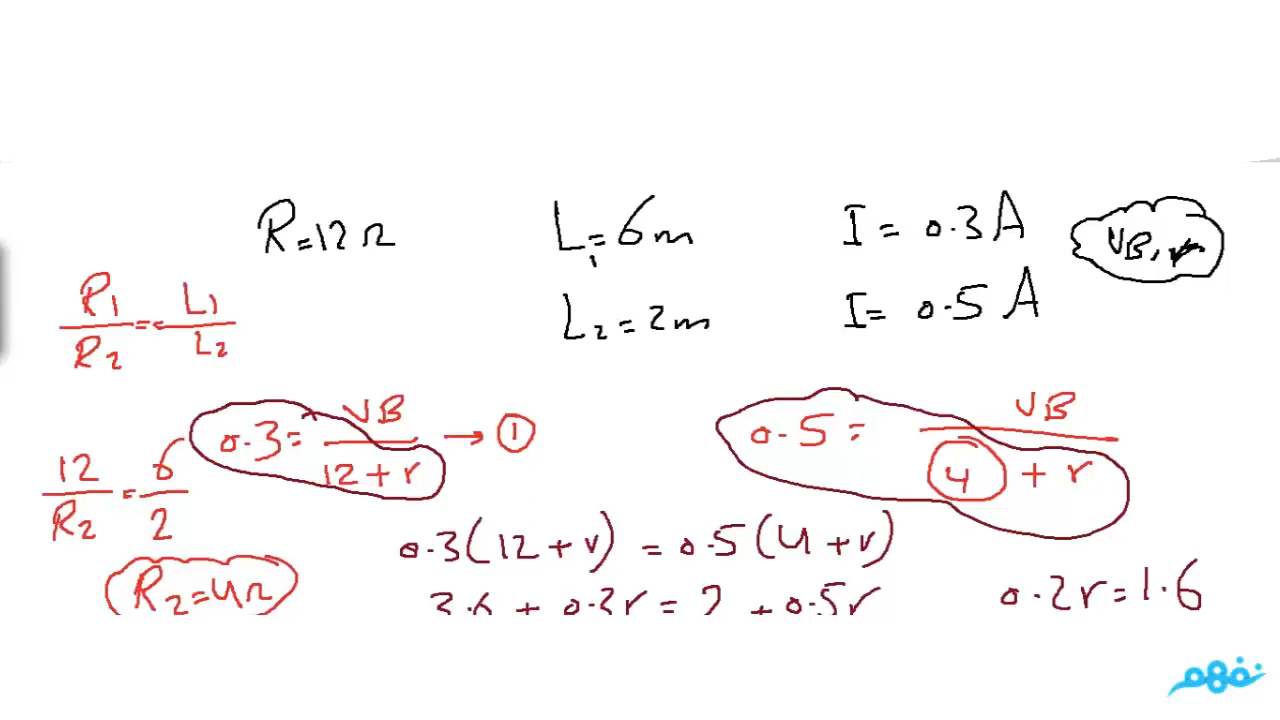 R=12Ω L₁=6m I=0.3A VB,r
L₂=2m I=0.5A
R1/R2=L1/L2
0.3=VB/12+r → ①
0.5=VB/4+r
12/R2=6/2
R2=4Ω
0.3(12+r)=0.5(4+r)
3.6+0.3r=2+0.5r
0.2r=1.6
نفهم